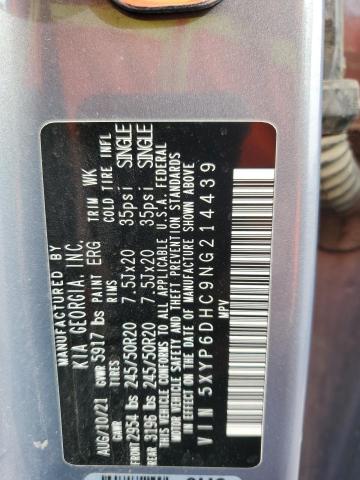 MANUFACTURED BY
KIA GEORGIA, INC.
AUG/10/21 GVWR 5917 lbs PAINT ERG TRIM WK
GAWR TIRES RIMS COLD TIRE INFL
FRONT 2954 lbs 245/50R20 7.5Jx20 35psi SINGLE
REAR 3196 lbs 245/50R20 7.5Jx20 35psi SINGLE
THIS VEHICLE CONFORMS TO ALL APPLICABLE U.S.A. FEDERAL
MOTOR VEHICLE SAFETY, BUMPER, AND THEFT PREVENTION STANDARDS
IN EFFECT ON THE DATE OF MANUFACTURE SHOWN ABOVE.
VIN 5XYP6DHC9NG214439
MPV